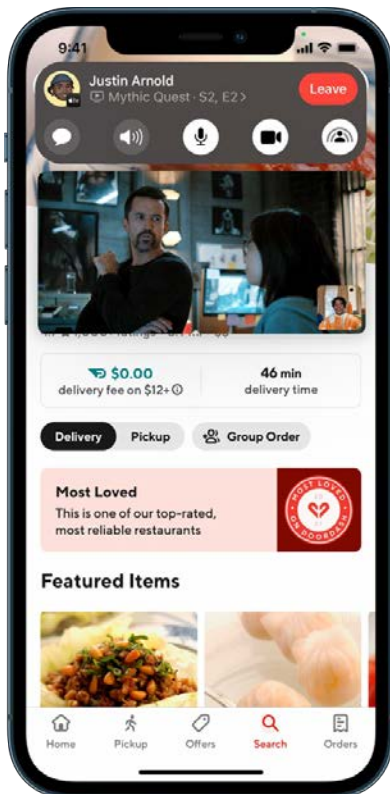 9:41
Justin Arnold
Mythic Quest · S2, E2 >
Leave
$0.00
delivery fee on $12+
46 min
delivery time
Delivery
Pickup
Group Order
Most Loved
This is one of our top-rated,
most reliable restaurants
MOST LOVED
ON DOORDASH
Featured Items
Home
Pickup
Offers
Search
Orders